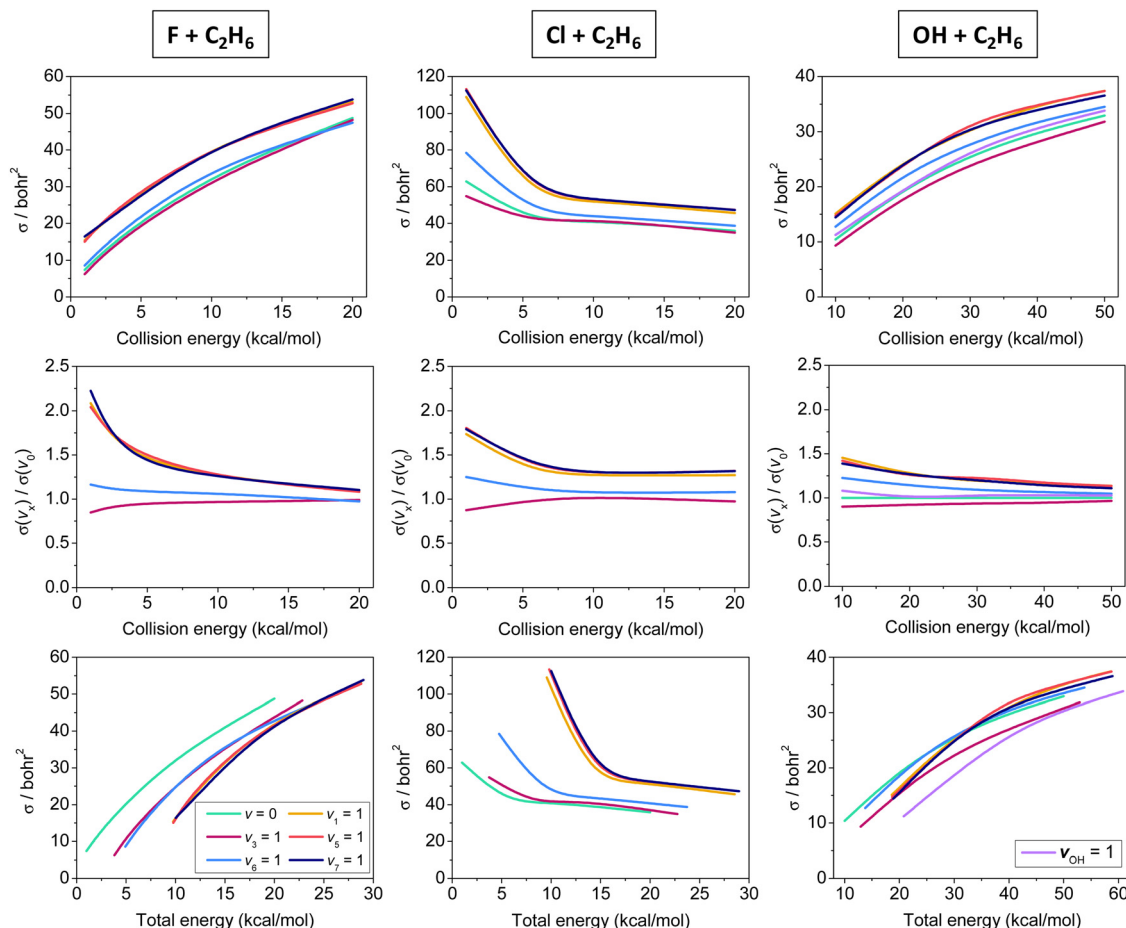 F + C₂H₆
Cl + C₂H₆
OH + C₂H₆
σ / bohr²
60
50
40
30
20
10
0
0 5 10 15 20
Collision energy (kcal/mol)
σ / bohr²
120
100
80
60
40
20
0
0 5 10 15 20
Collision energy (kcal/mol)
σ / bohr²
40
30
20
10
0
10 20 30 40 50
Collision energy (kcal/mol)
σ(vₓ) / σ(v₀)
2.5
2.0
1.5
1.0
0.5
0.0
0 5 10 15 20
Collision energy (kcal/mol)
σ(vₓ) / σ(v₀)
2.5
2.0
1.5
1.0
0.5
0.0
0 5 10 15 20
Collision energy (kcal/mol)
σ(vₓ) / σ(v₀)
2.5
2.0
1.5
1.0
0.5
0.0
10 20 30 40 50
Collision energy (kcal/mol)
σ / bohr²
60
50
40
30
20
10
0
v = 0 v₁ = 1
v₃ = 1 v₅ = 1
v₆ = 1 v₇ = 1
0 5 10 15 20 25 30
Total energy (kcal/mol)
σ / bohr²
120
100
80
60
40
20
0
0 5 10 15 20 25 30
Total energy (kcal/mol)
σ / bohr²
40
30
20
10
0
v_OH = 1
10 20 30 40 50 60
Total energy (kcal/mol)